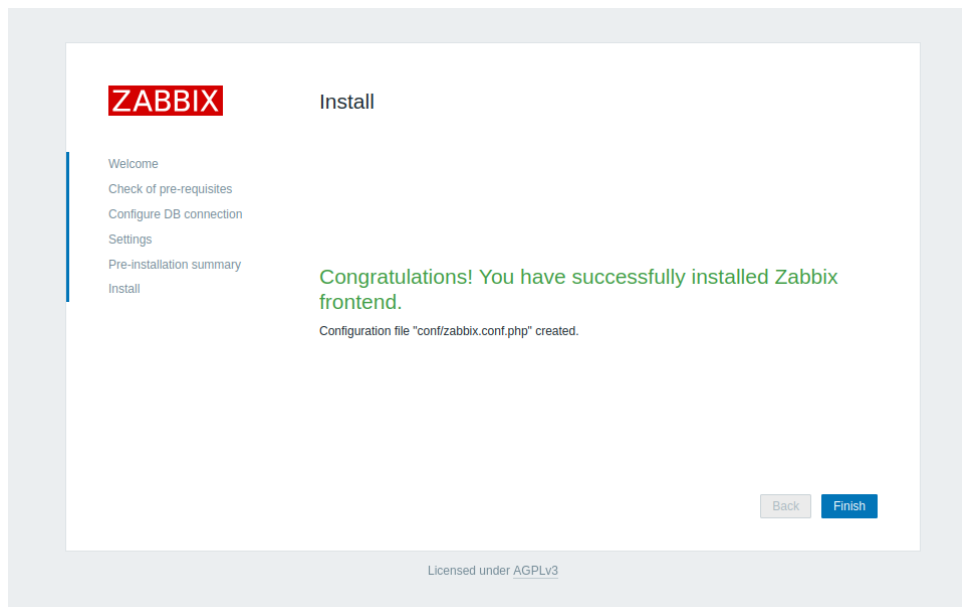 ZABBIX
Install
Welcome
Check of pre-requisites
Configure DB connection
Settings
Pre-installation summary
Install
Congratulations! You have successfully installed Zabbix
frontend.
Configuration file "conf/zabbix.conf.php" created.
Back
Finish
Licensed under AGPLv3